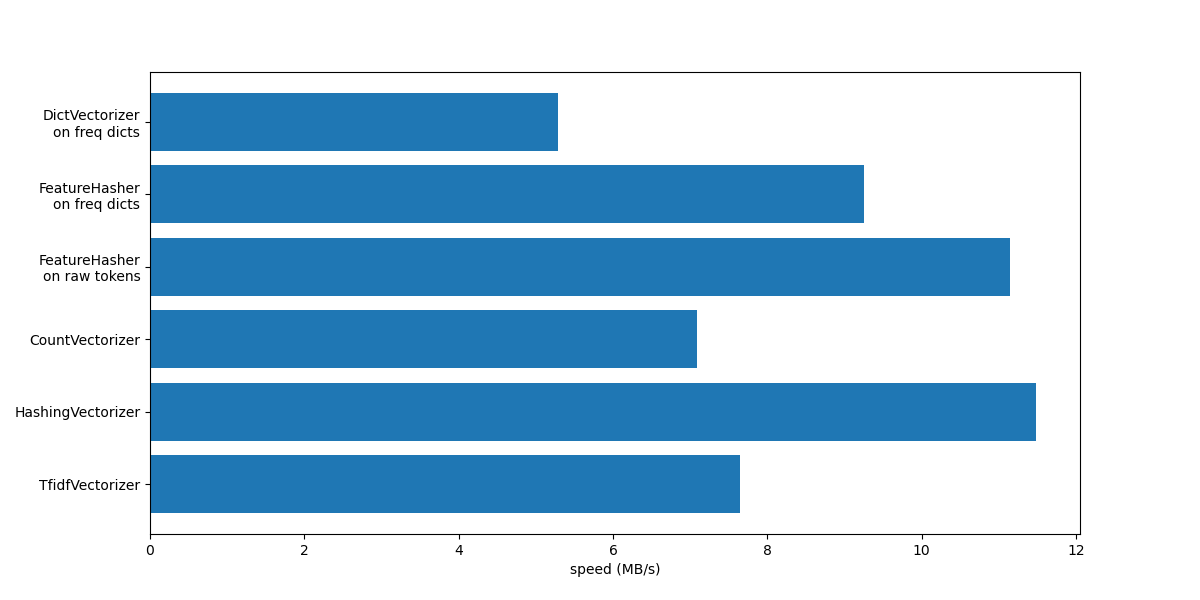 DictVectorizer
on freq dicts
FeatureHasher
on freq dicts
FeatureHasher
on raw tokens
CountVectorizer
HashingVectorizer
TfidfVectorizer
0 2 4 6 8 10 12
speed (MB/s)